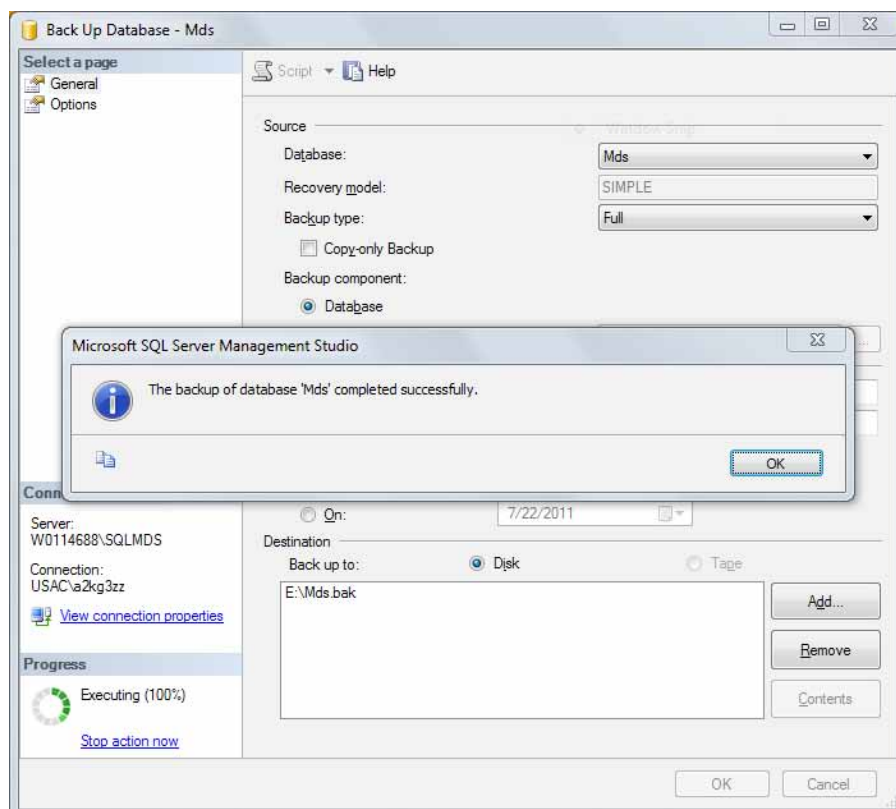 Back Up Database - Mds
Select a page
General
Options
Script
Help
Source
Database:
Mds
Recovery model:
SIMPLE
Backup type:
Full
Copy-only Backup
Backup component:
Database
...
Microsoft SQL Server Management Studio
The backup of database 'Mds' completed successfully.
OK
Conn
On:
7/22/2011
Server:
W0114688\SQLMDS
Connection:
USAC\a2kg3zz
View connection properties
Destination
Back up to:
Disk
Tape
E:\Mds.bak
Add...
Remove
Contents
Progress
Executing (100%)
Stop action now
OK
Cancel